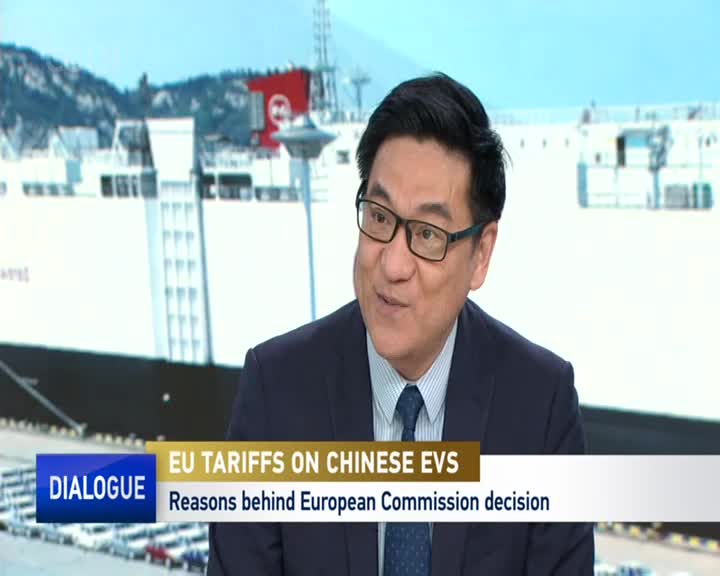 EU TARIFFS ON CHINESE EVS
DIALOGUE
Reasons behind European Commission decision